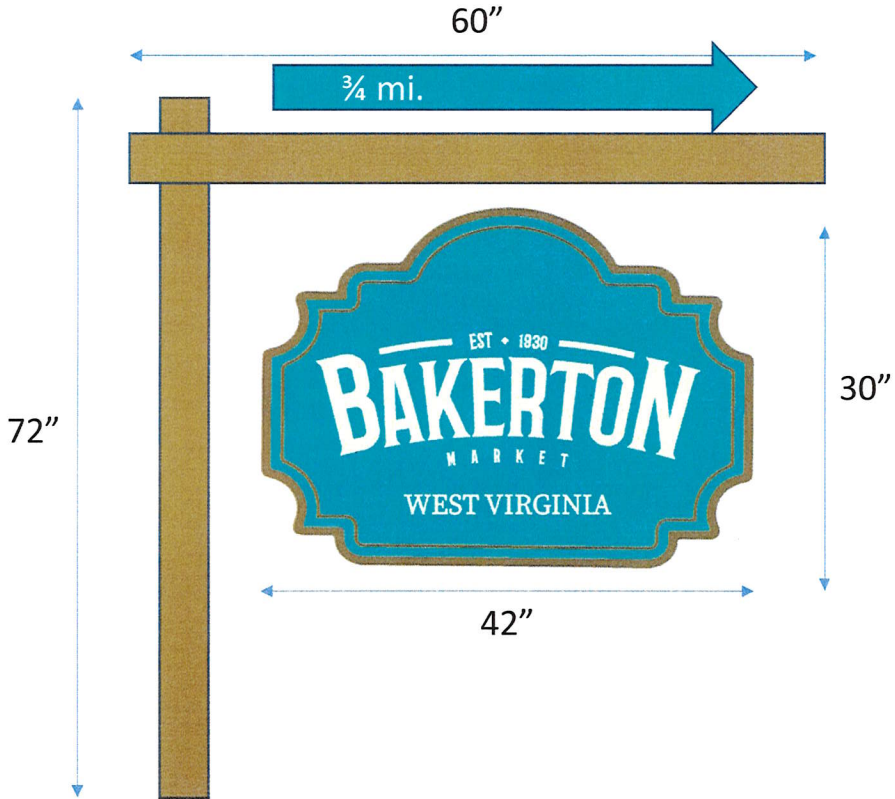 60”
¾ mi.
EST • 1930
BAKERTON
MARKET
WEST VIRGINIA
30”
72”
42”